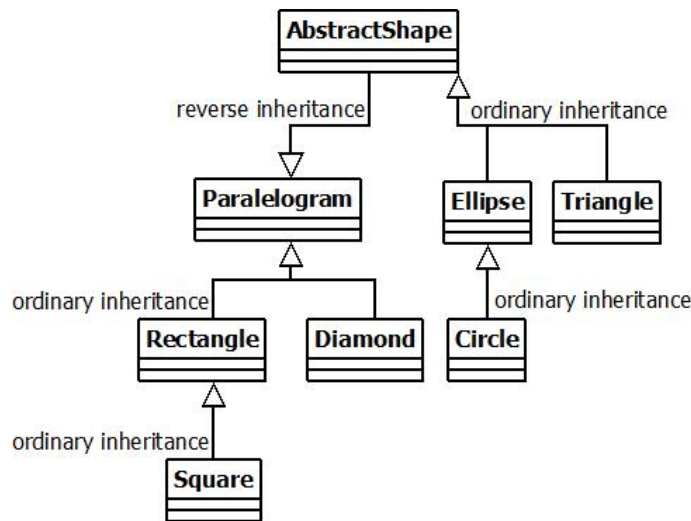 AbstractShape
reverse inheritance
ordinary inheritance
Paralelogram
Ellipse
Triangle
ordinary inheritance
ordinary inheritance
Rectangle
Diamond
Circle
ordinary inheritance
Square